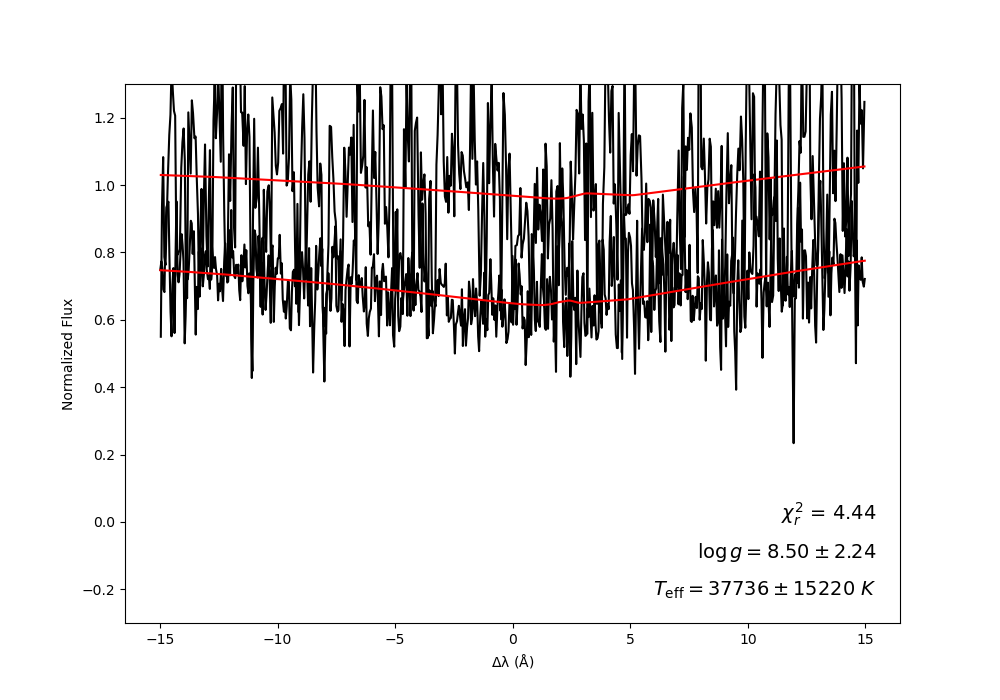 1.2
1.0
0.8
0.6
0.4
0.2
0.0
−0.2
Normalized Flux
χ²ᵣ = 4.44
log g = 8.50 ± 2.24
T_eff = 37736 ± 15220 K
−15 −10 −5 0 5 10 15
Δλ (Å)